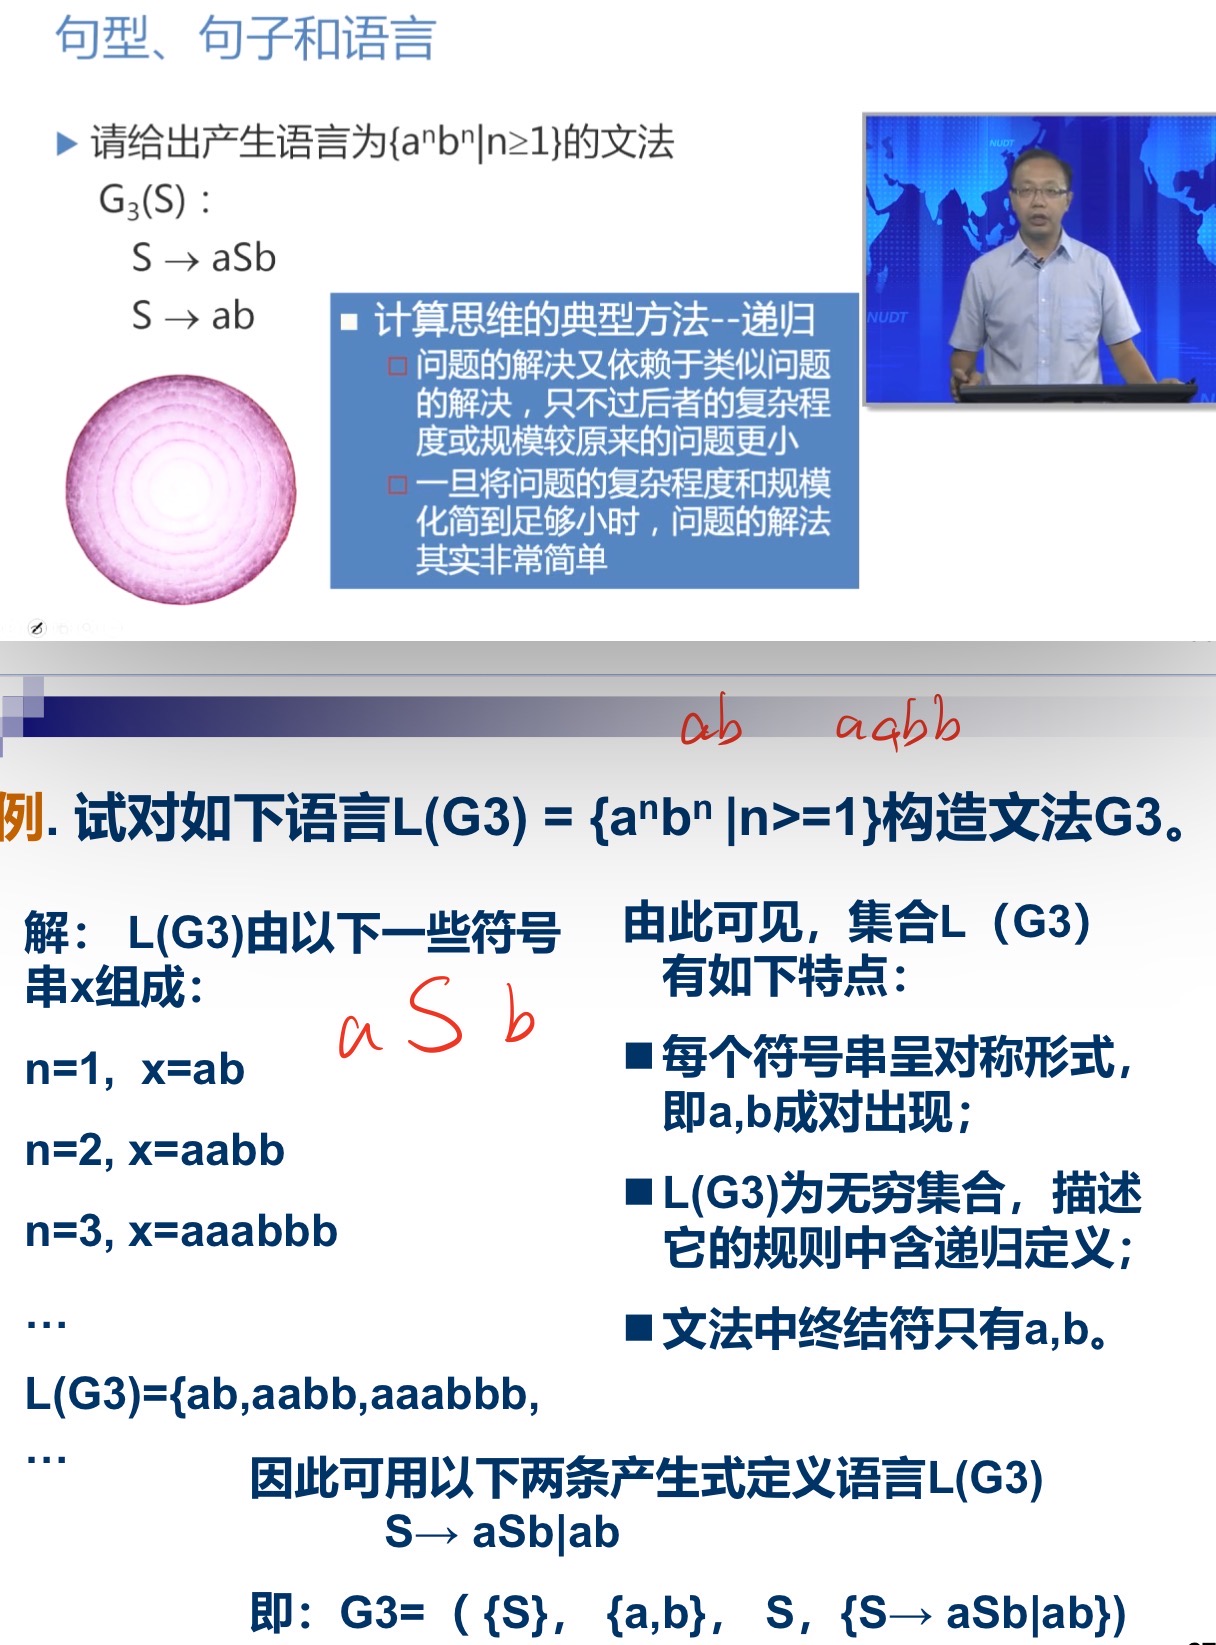 句型、句子和语言
▶ 请给出产生语言为{aⁿbⁿ|n≥1}的文法
G₃(S)：
S → aSb
S → ab
■ 计算思维的典型方法--递归
□ 问题的解决又依赖于类似问题
的解决，只不过后者的复杂程
度或规模较原来的问题更小
□ 一旦将问题的复杂程度和规模
化简到足够小时，问题的解法
其实非常简单
NUDT
NUDT
ab aabb
例. 试对如下语言L(G3) = {aⁿbⁿ |n>=1}构造文法G3。
解： L(G3)由以下一些符号
串x组成：
a S b
n=1, x=ab
n=2, x=aabb
n=3, x=aaabbb
…
L(G3)={ab,aabb,aaabbb,
…
由此可见，集合L（G3）
有如下特点：
■ 每个符号串呈对称形式，
即a,b成对出现；
■ L(G3)为无穷集合，描述
它的规则中含递归定义；
■ 文法中终结符只有a,b。
因此可用以下两条产生式定义语言L(G3)
S→ aSb|ab
即：G3=（{S}， {a,b}， S，{S→ aSb|ab})